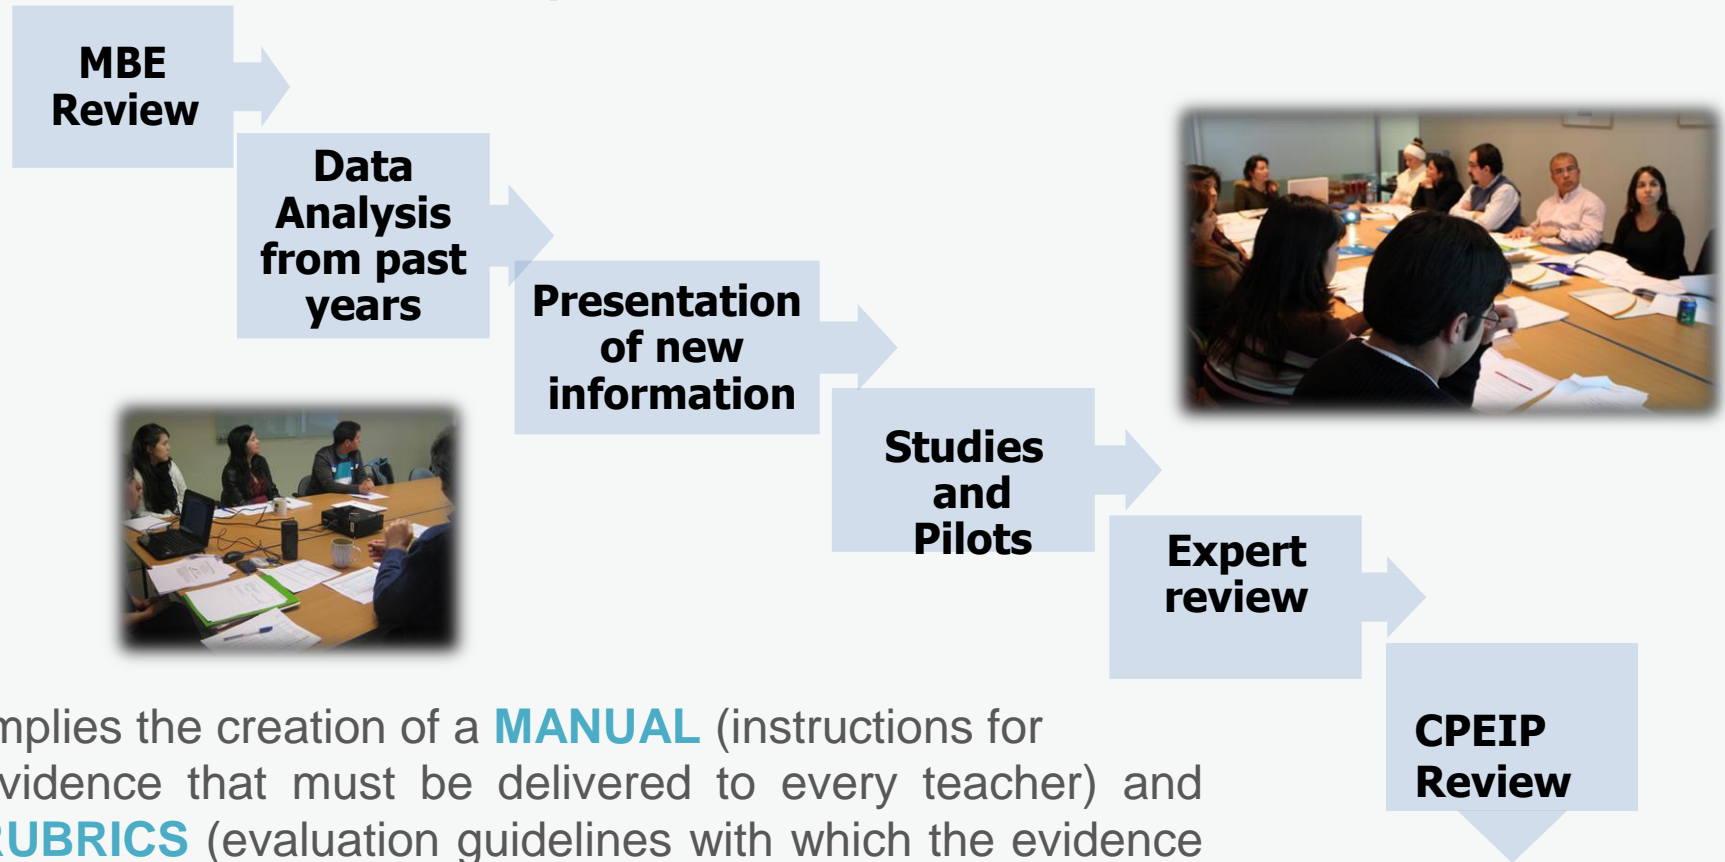 MBE
Review
Data
Analysis
from past
years
Presentation
of new
information
Studies
and
Pilots
Expert
review
CPEIP
Review
mplies the creation of a MANUAL (instructions for
vidence that must be delivered to every teacher) and
RUBRICS (evaluation guidelines with which the evidence